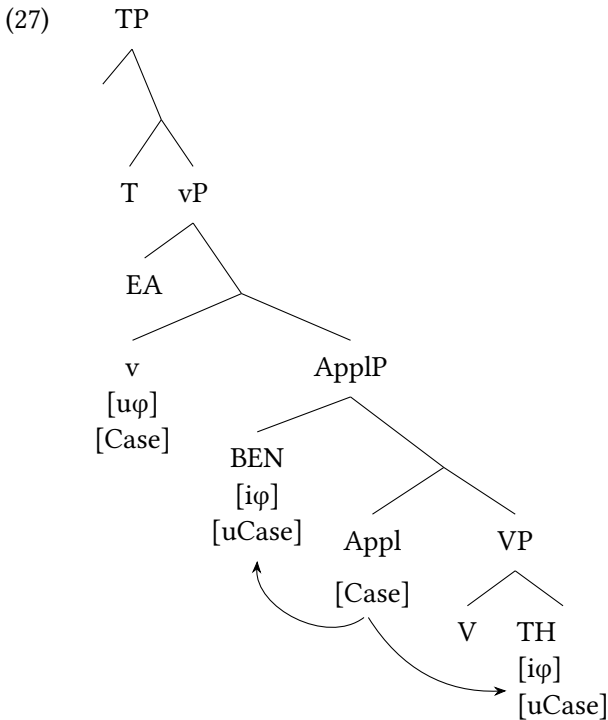 (27) TP
T vP
EA
v ApplP
[uφ]
[Case]
BEN
[iφ]
[uCase] Appl VP
[Case]
V TH
[iφ]
[uCase]